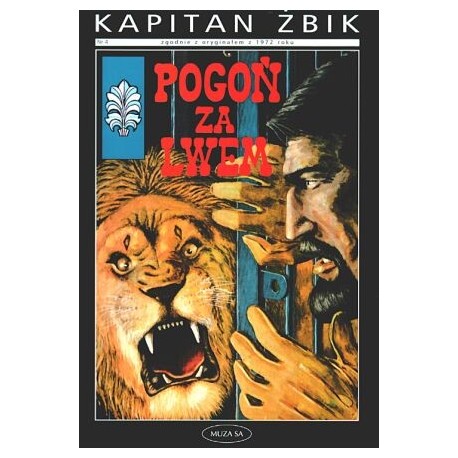 KAPITAN ŻBIK
Nr 4 zgodnie z oryginałem z 1972 roku
POGOŃ
ZA
LWEM
MUZA SA